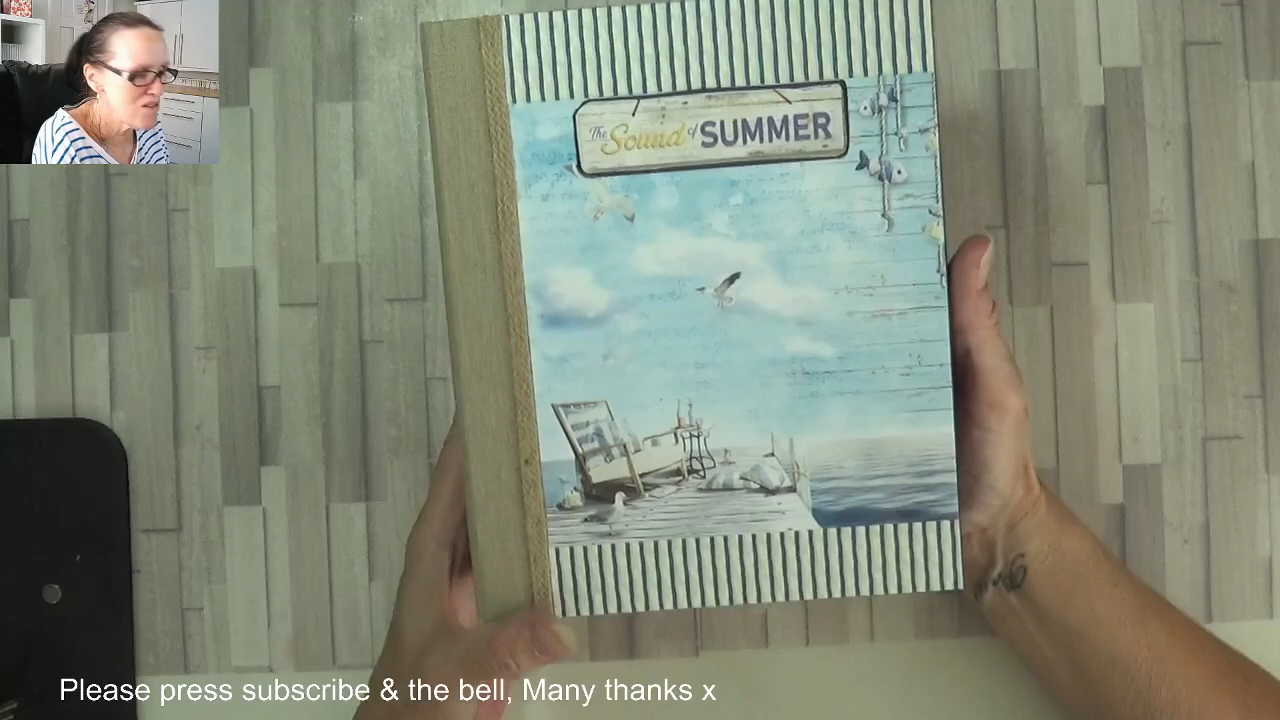 The Sound of SUMMER
Please press subscribe & the bell, Many thanks x